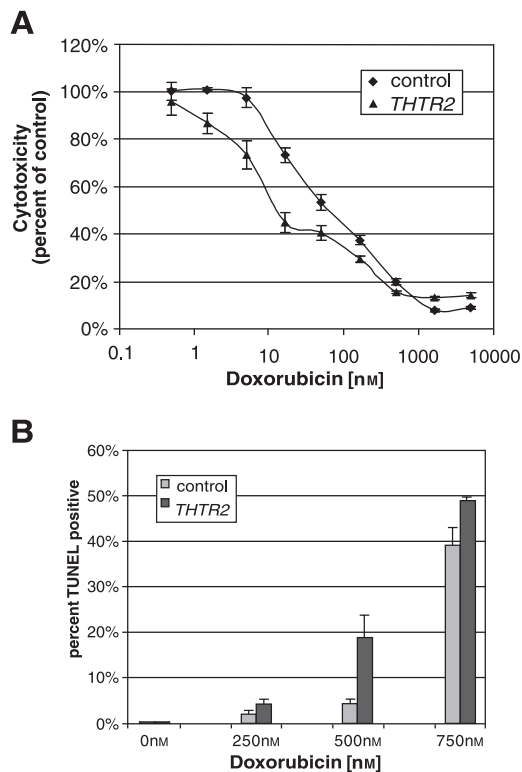 A
120%
100%
80%
60%
40%
20%
0%
Cytotoxicity
(percent of control)
control
THTR2
0.1 1 10 100 1000 10000
Doxorubicin [nM]
B
60%
50%
40%
30%
20%
10%
0%
percent TUNEL positive
control
THTR2
0nM 250nM 500nM 750nM
Doxorubicin [nM]